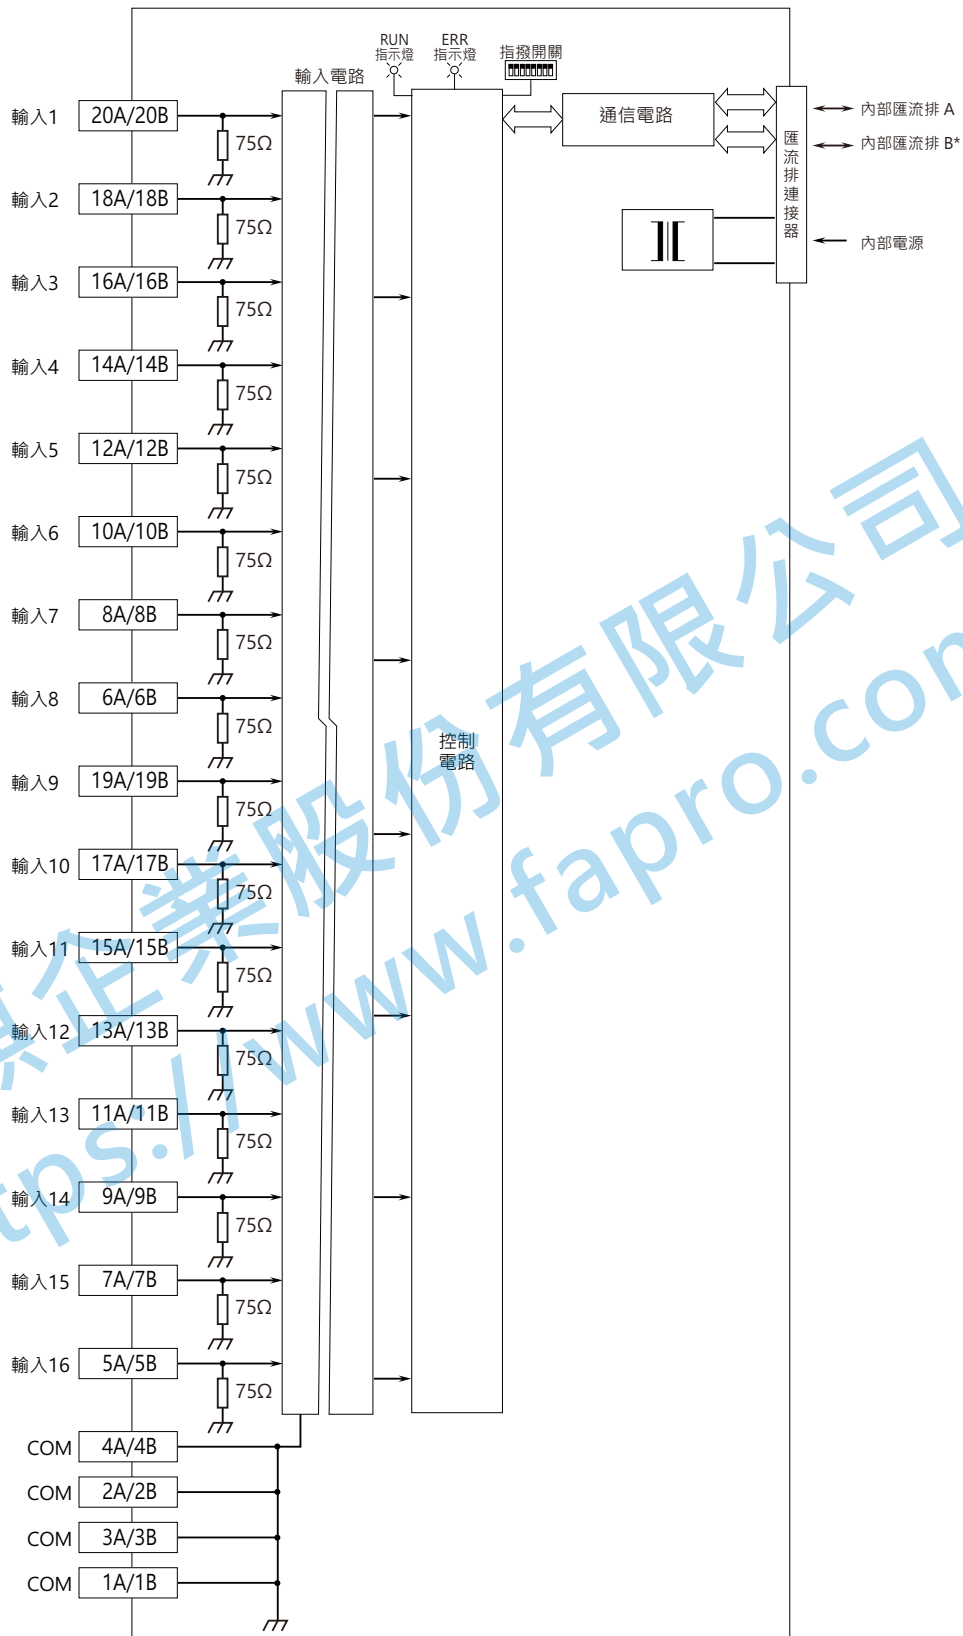 RUN
指示燈
ERR
指示燈
指撥開關
輸入電路
輸入1 20A/20B 75Ω
輸入2 18A/18B 75Ω
輸入3 16A/16B 75Ω
輸入4 14A/14B 75Ω
輸入5 12A/12B 75Ω
輸入6 10A/10B 75Ω
輸入7 8A/8B 75Ω
輸入8 6A/6B 75Ω
輸入9 19A/19B 75Ω
輸入10 17A/17B 75Ω
輸入11 15A/15B 75Ω
輸入12 13A/13B 75Ω
輸入13 11A/11B 75Ω
輸入14 9A/9B 75Ω
輸入15 7A/7B 75Ω
輸入16 5A/5B 75Ω
COM 4A/4B
COM 2A/2B
COM 3A/3B
COM 1A/1B
控制
電路
通信電路
匯流排連接器
內部匯流排 A
內部匯流排 B*
內部電源
企業股份有限公司
tps://www.fapro.com